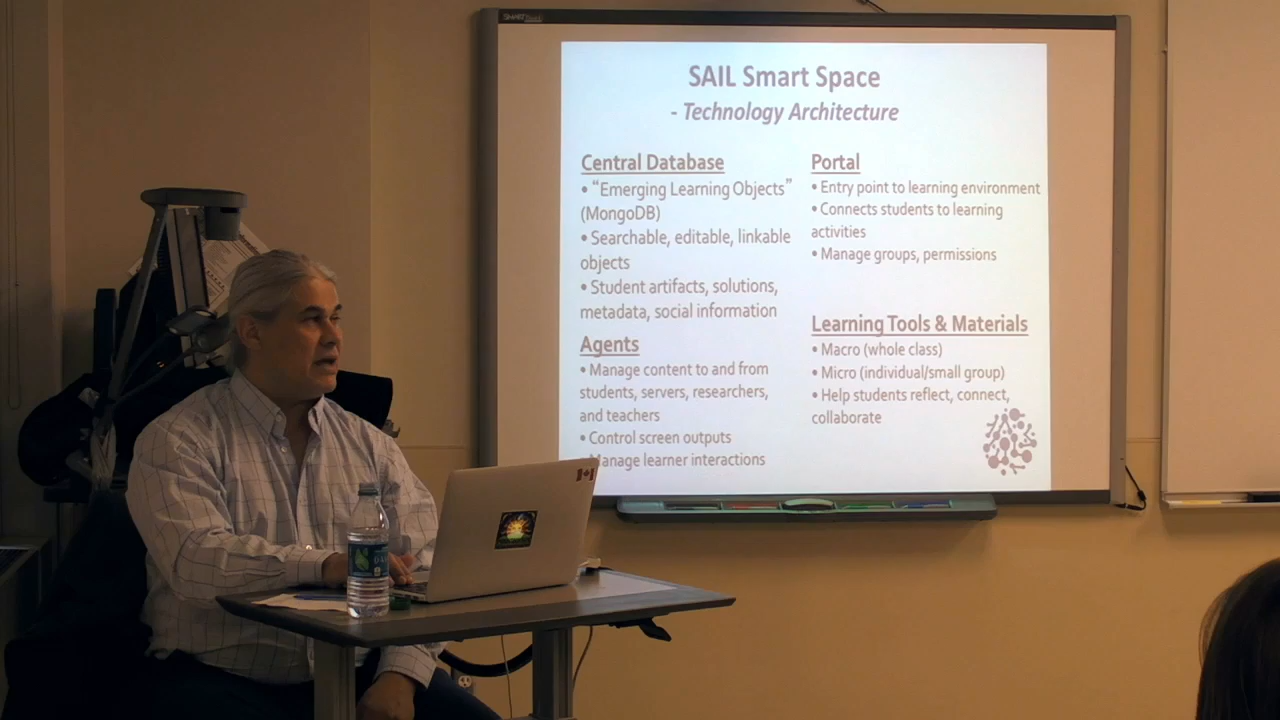 SMART
SAIL Smart Space
- Technology Architecture
Central Database
• “Emerging Learning Objects”
(MongoDB)
• Searchable, editable, linkable
objects
• Student artifacts, solutions,
metadata, social information
Agents
• Manage content to and from
students, servers, researchers,
and teachers
• Control screen outputs
Manage learner interactions
Portal
• Entry point to learning environment
• Connects students to learning
activities
• Manage groups, permissions
Learning Tools & Materials
• Macro (whole class)
• Micro (individual/small group)
• Help students reflect, connect,
collaborate